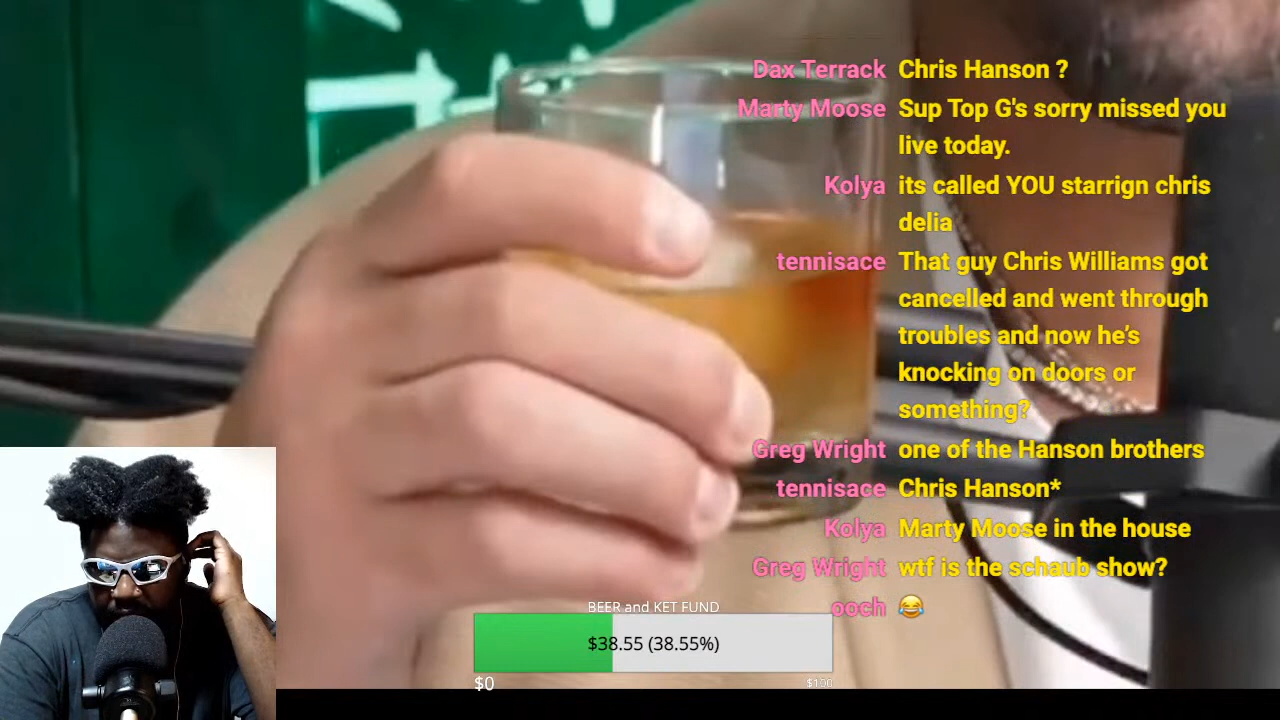 Dax Terrack Chris Hanson ?
Marty Moose Sup Top G's sorry missed you
live today.
Kolya its called YOU starrign chris
delia
tennisace That guy Chris Williams got
cancelled and went through
troubles and now he's
knocking on doors or
something?
Greg Wright one of the Hanson brothers
tennisace Chris Hanson*
Kolya Marty Moose in the house
Greg Wright wtf is the schaub show?
ooch 😂
BEER and KET FUND
$38.55 (38.55%)
$0 $100